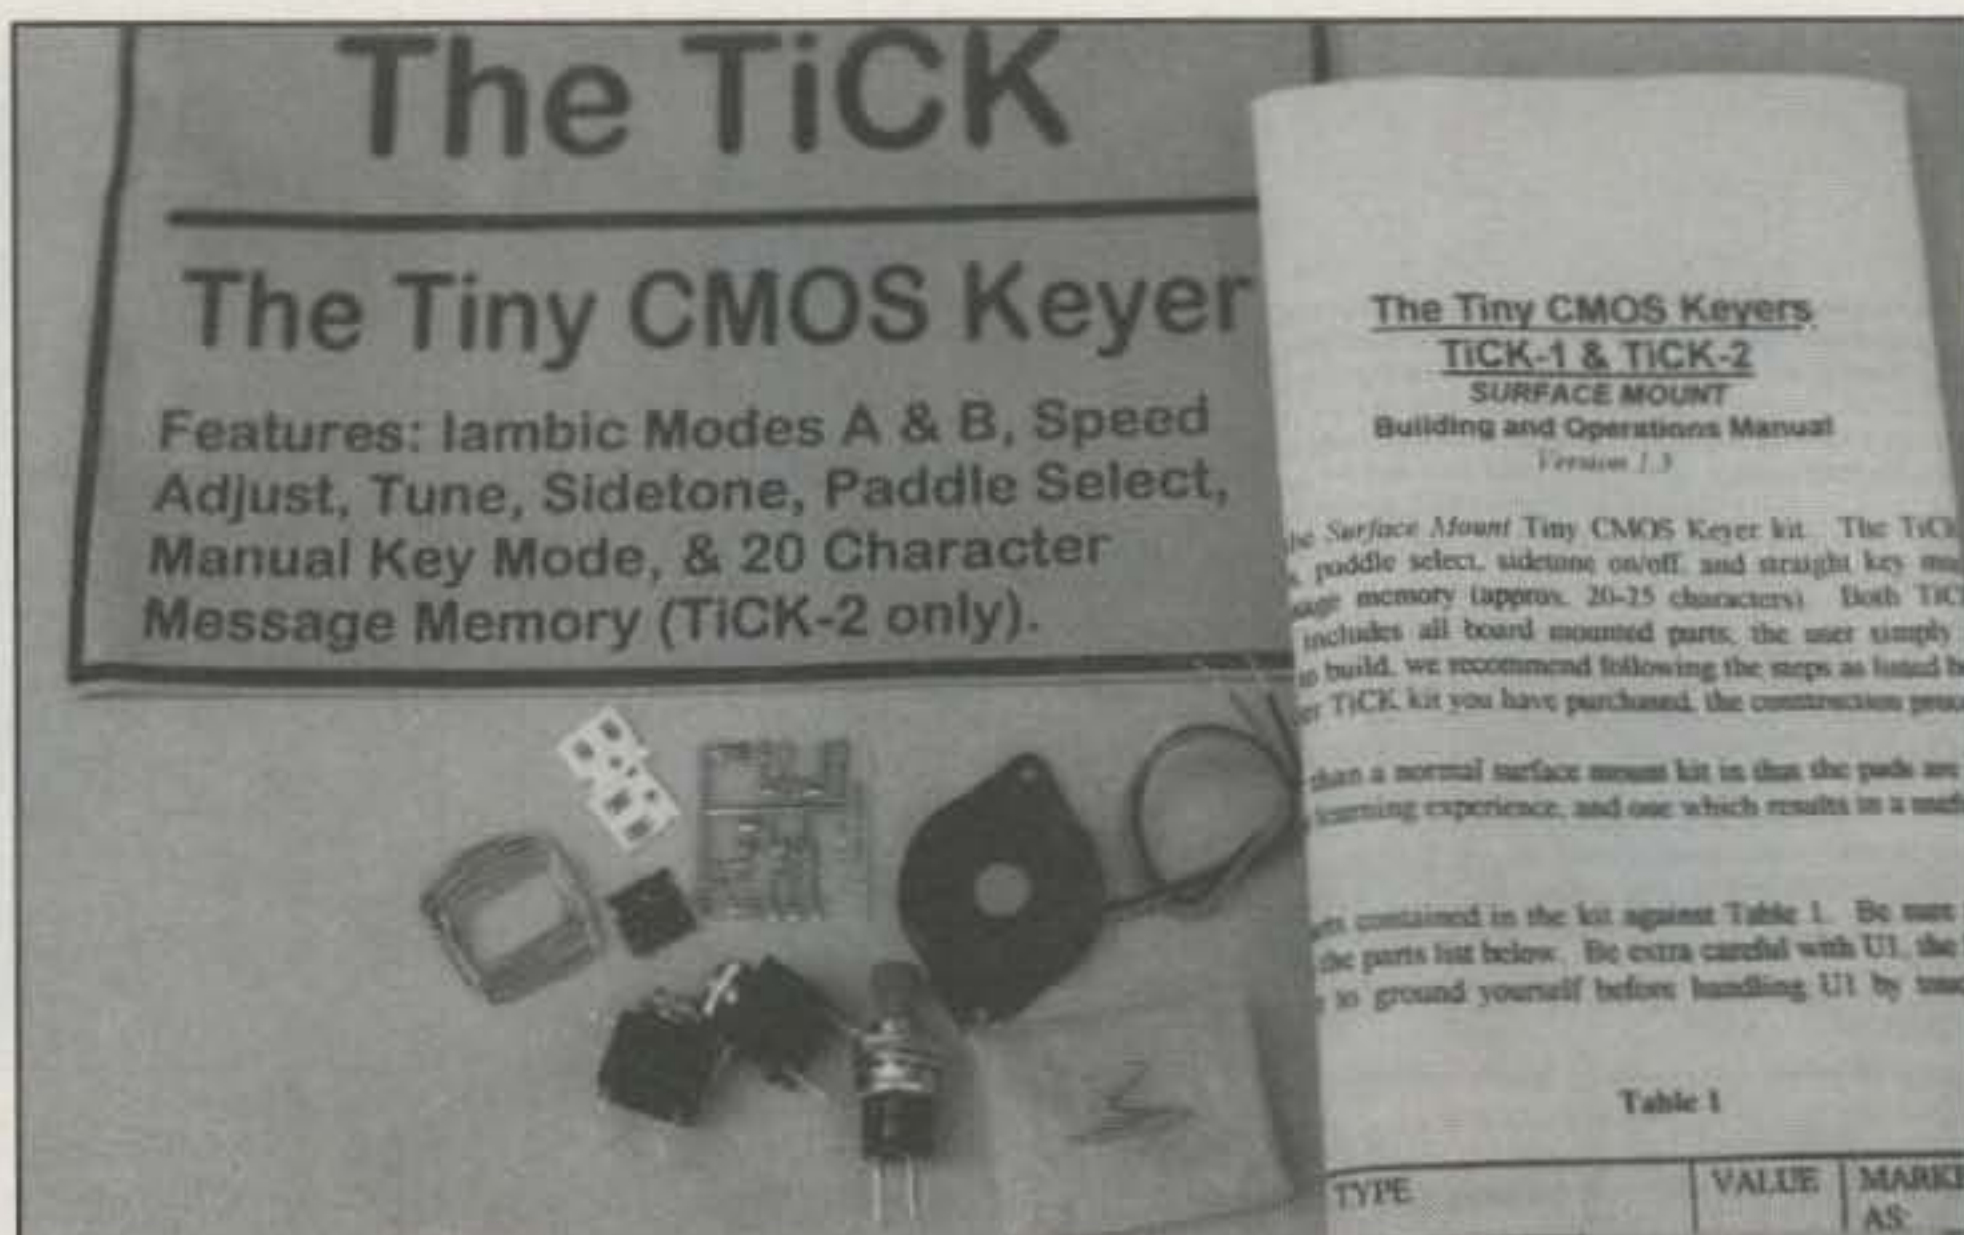 The TiCK
The Tiny CMOS Keyer
Features: Iambic Modes A & B, Speed
Adjust, Tune, Sidetone, Paddle Select,
Manual Key Mode, & 20 Character
Message Memory (TiCK-2 only).
The Tiny CMOS Keyers
TiCK-1 & TiCK-2
SURFACE MOUNT
Building and Operations Manual
Version 1.3
Surface Mount Tiny CMOS Keyer kit. The
paddle select, sidetone on/off, and straight key
memory (approx. 20-25 characters). Both
includes all board mounted parts, the user simply
build, we recommend following the steps as listed
TiCK kit you have purchased, the construction
than a normal surface mount kit in that the pads are
learning experience, and one which results in a
contained in the kit against Table 1. Be sure
the parts list below. Be extra careful with U1, the
to ground yourself before handling U1 by
Table 1
TYPE
VALUE
AS: